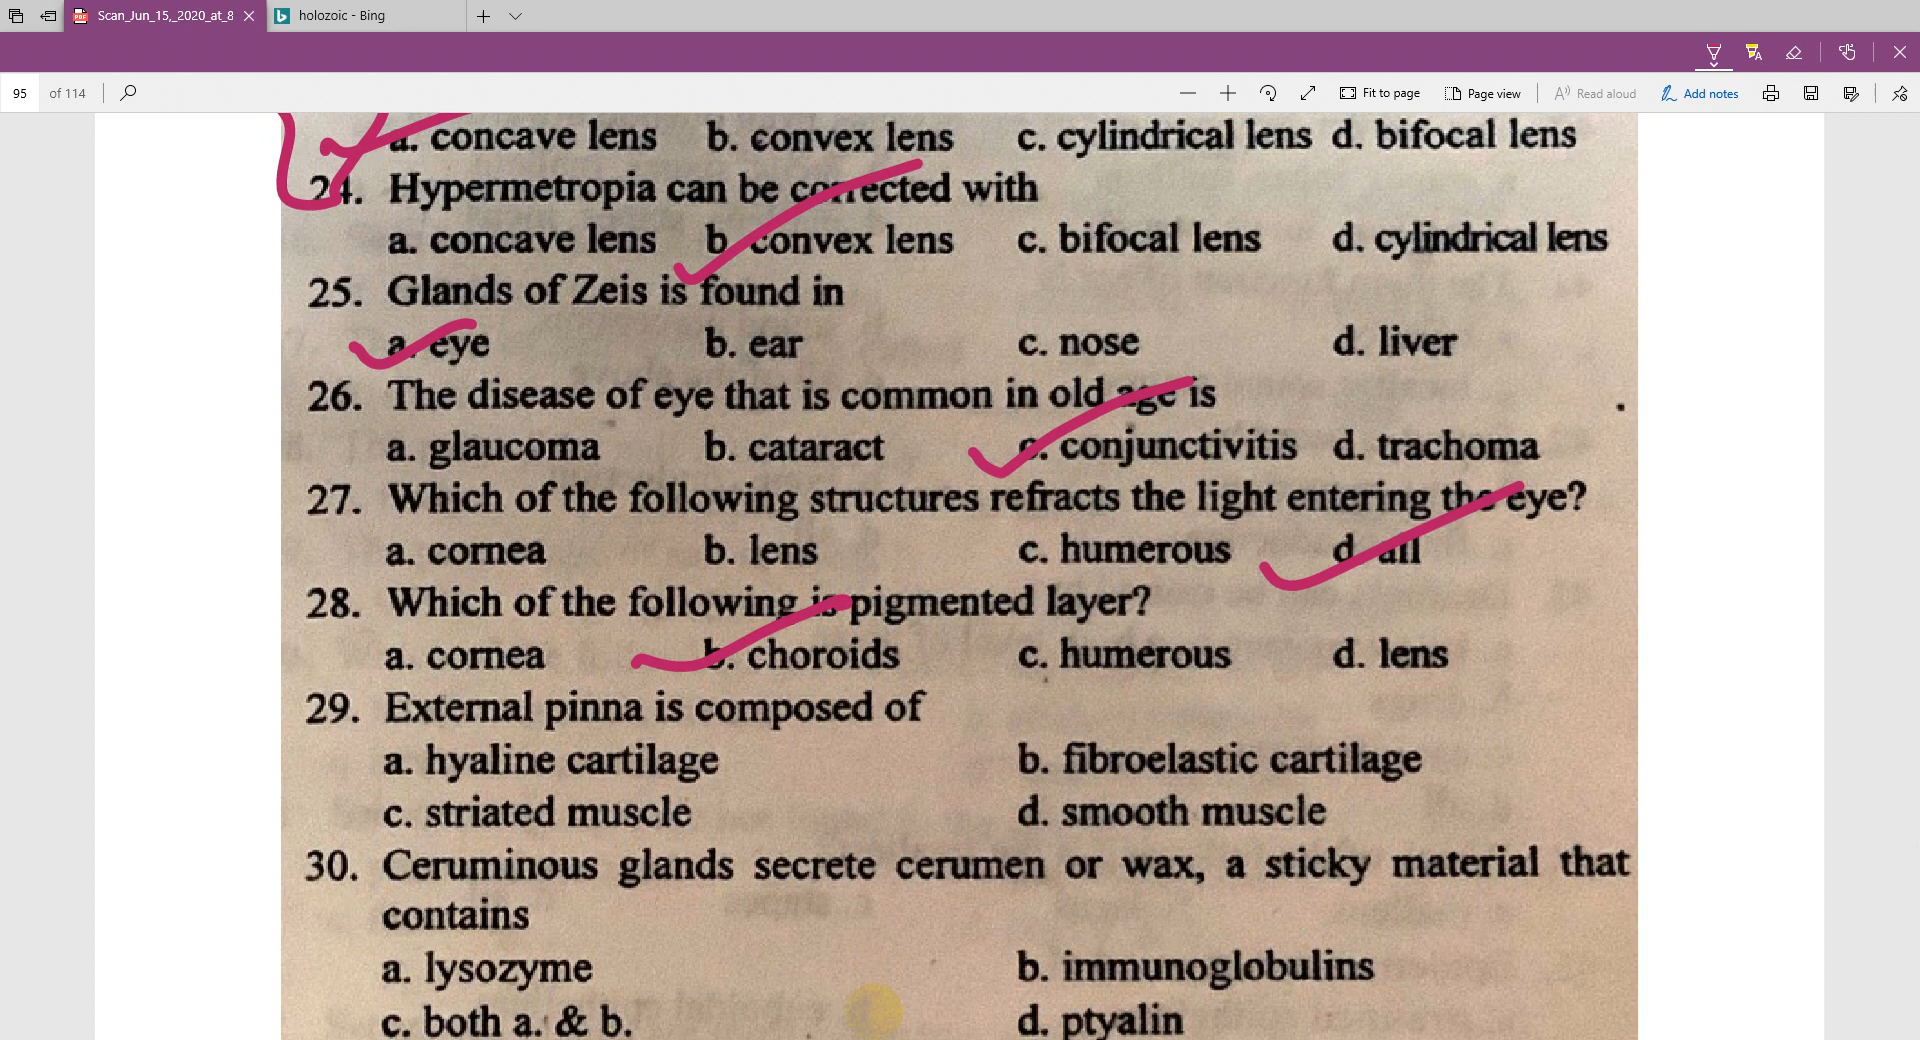 Scan_Jun_15,_2020_at_8
holozoic - Bing
95 of 114
Fit to page
Page view
Read aloud
Add notes
a. concave lens b. convex lens c. cylindrical lens d. bifocal lens
24. Hypermetropia can be corrected with
a. concave lens b. convex lens c. bifocal lens d. cylindrical lens
25. Glands of Zeis is found in
a. eye b. ear c. nose d. liver
26. The disease of eye that is common in old age is
a. glaucoma b. cataract c. conjunctivitis d. trachoma
27. Which of the following structures refracts the light entering the eye?
a. cornea b. lens c. humerous d. all
28. Which of the following is pigmented layer?
a. cornea b. choroids c. humerous d. lens
29. External pinna is composed of
a. hyaline cartilage b. fibroelastic cartilage
c. striated muscle d. smooth muscle
30. Ceruminous glands secrete cerumen or wax, a sticky material that
contains
a. lysozyme b. immunoglobulins
c. both a. & b. d. ptyalin